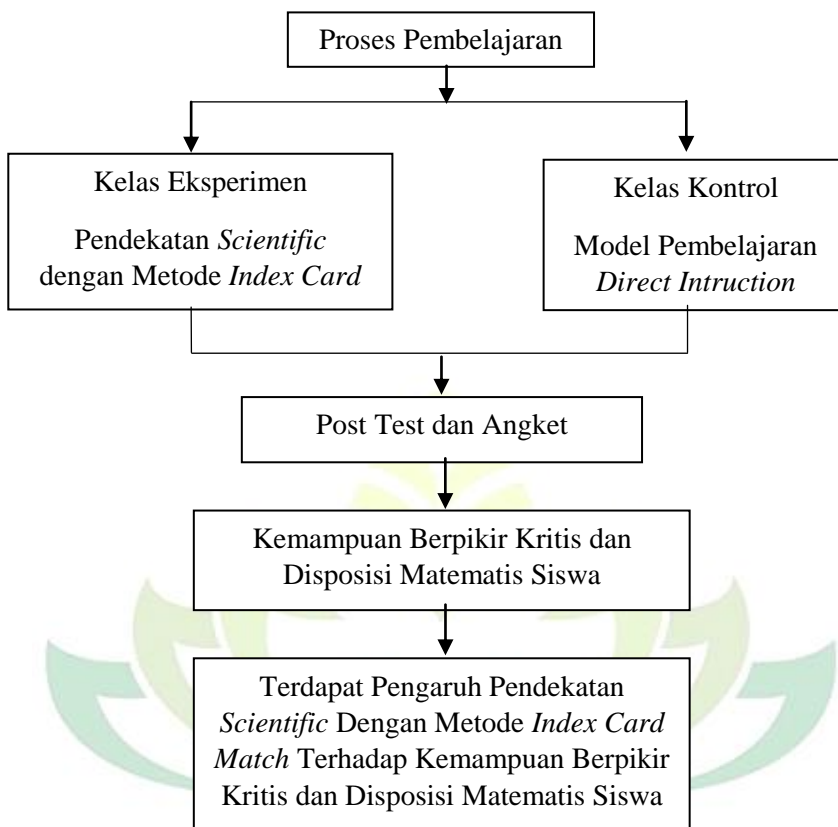 Proses Pembelajaran
Kelas Eksperimen
Pendekatan Scientific
dengan Metode Index Card
Kelas Kontrol
Model Pembelajaran
Direct Intruction
Post Test dan Angket
Kemampuan Berpikir Kritis dan
Disposisi Matematis Siswa
Terdapat Pengaruh Pendekatan
Scientific Dengan Metode Index Card
Match Terhadap Kemampuan Berpikir
Kritis dan Disposisi Matematis Siswa